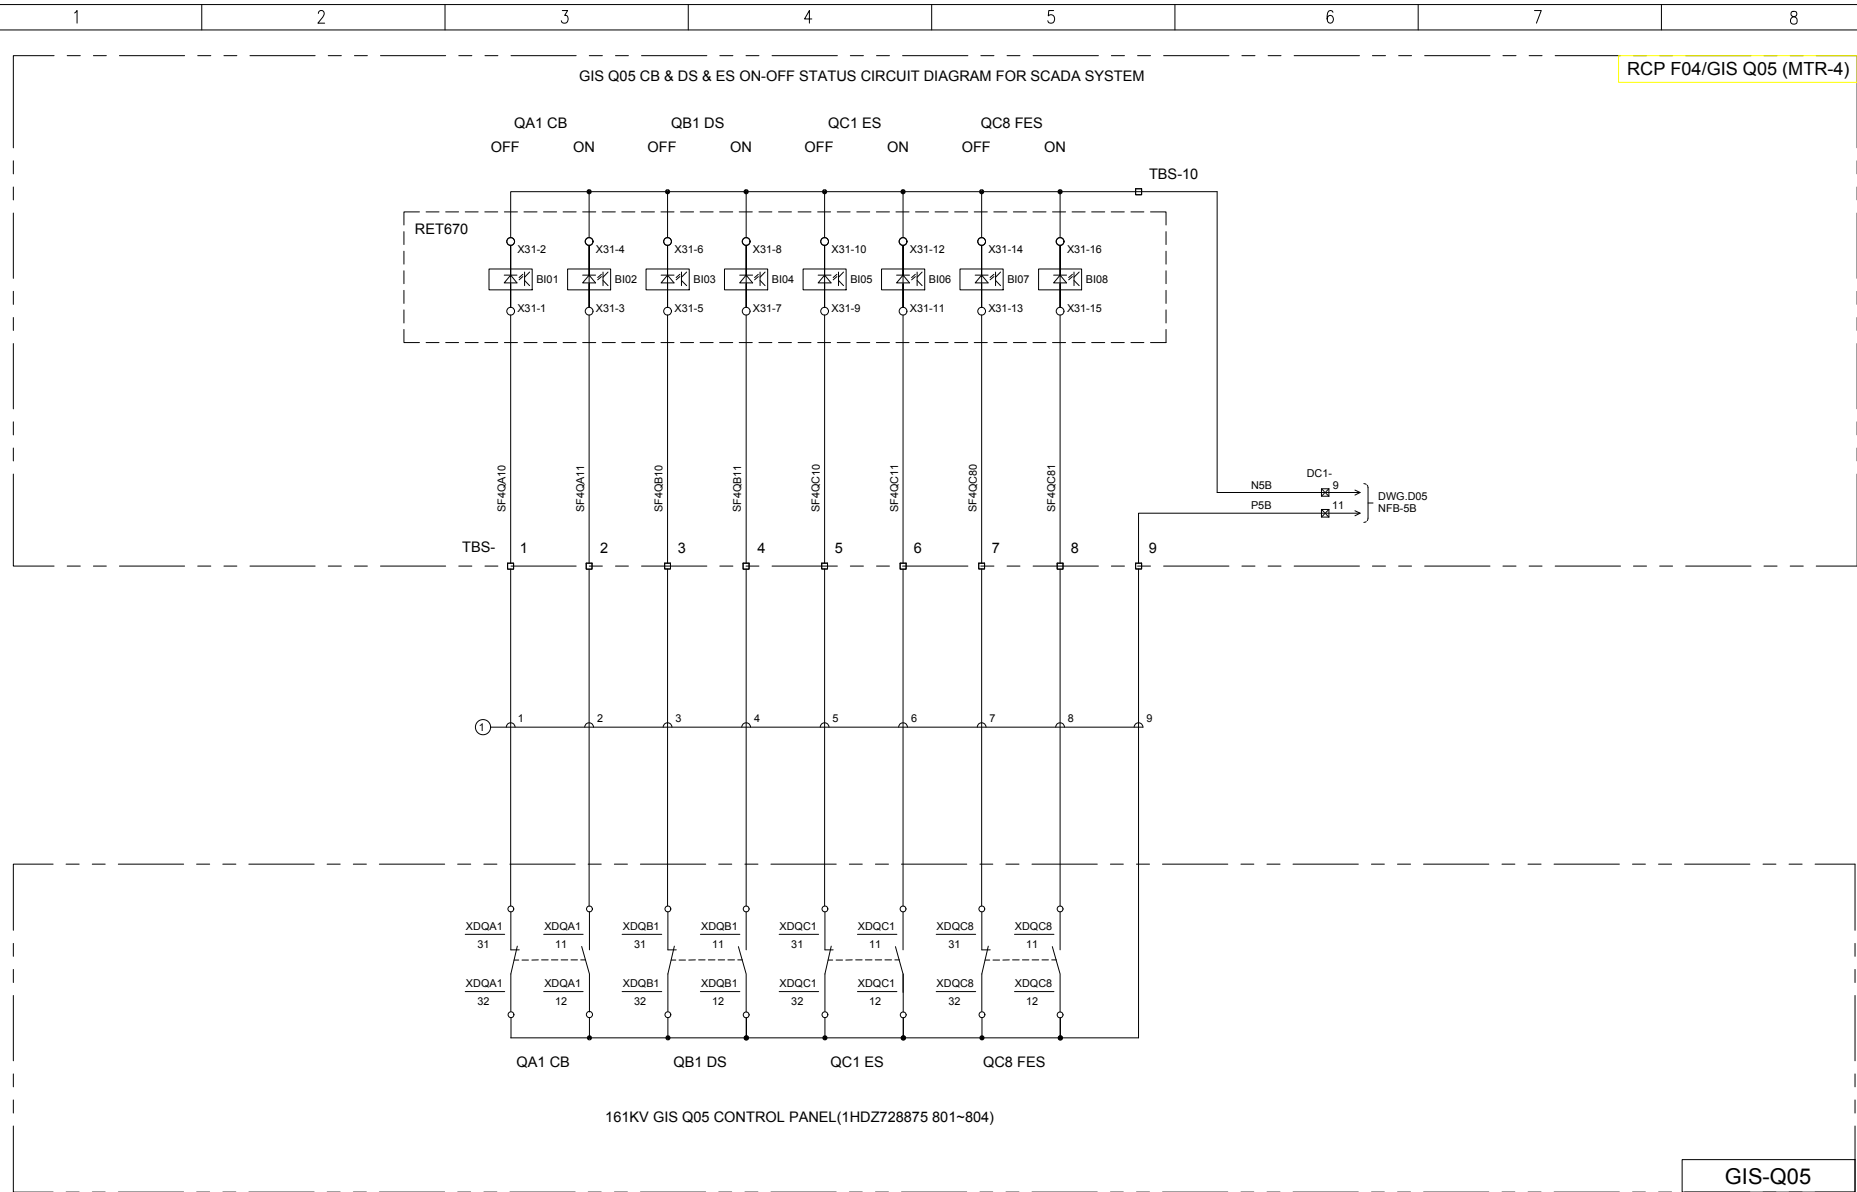 1 2 3 4 5 6 7 8
GIS Q05 CB & DS & ES ON-OFF STATUS CIRCUIT DIAGRAM FOR SCADA SYSTEM
RCP F04/GIS Q05 (MTR-4)
QA1 CB QB1 DS QC1 ES QC8 FES
OFF ON OFF ON OFF ON OFF ON
TBS-10
RET670
X31-2 X31-4 X31-6 X31-8 X31-10 X31-12 X31-14 X31-16
BI01 BI02 BI03 BI04 BI05 BI06 BI07 BI08
X31-1 X31-3 X31-5 X31-7 X31-9 X31-11 X31-13 X31-15
SF4QA10 SF4QA11 SF4QB10 SF4QB11 SF4QC10 SF4QC11 SF4QC80 SF4QC81
DC1-
N5B 9
P5B 11
DWG.D05
NFB-5B
TBS- 1 2 3 4 5 6 7 8 9
1 1 2 3 4 5 6 7 8 9
XDQA1 XDQA1 XDQB1 XDQB1 XDQC1 XDQC1 XDQC8 XDQC8
31 11 31 11 31 11 31 11
XDQA1 XDQA1 XDQB1 XDQB1 XDQC1 XDQC1 XDQC8 XDQC8
32 12 32 12 32 12 32 12
QA1 CB QB1 DS QC1 ES QC8 FES
161KV GIS Q05 CONTROL PANEL(1HDZ728875 801~804)
GIS-Q05